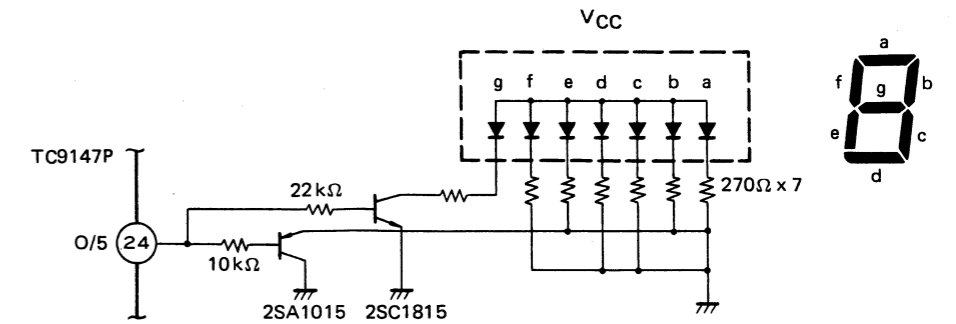 VCC
g f e d c b a
a
f g b
e c
d
TC9147P
22kΩ
270Ω x 7
O/5 24
10kΩ
2SA1015 2SC1815